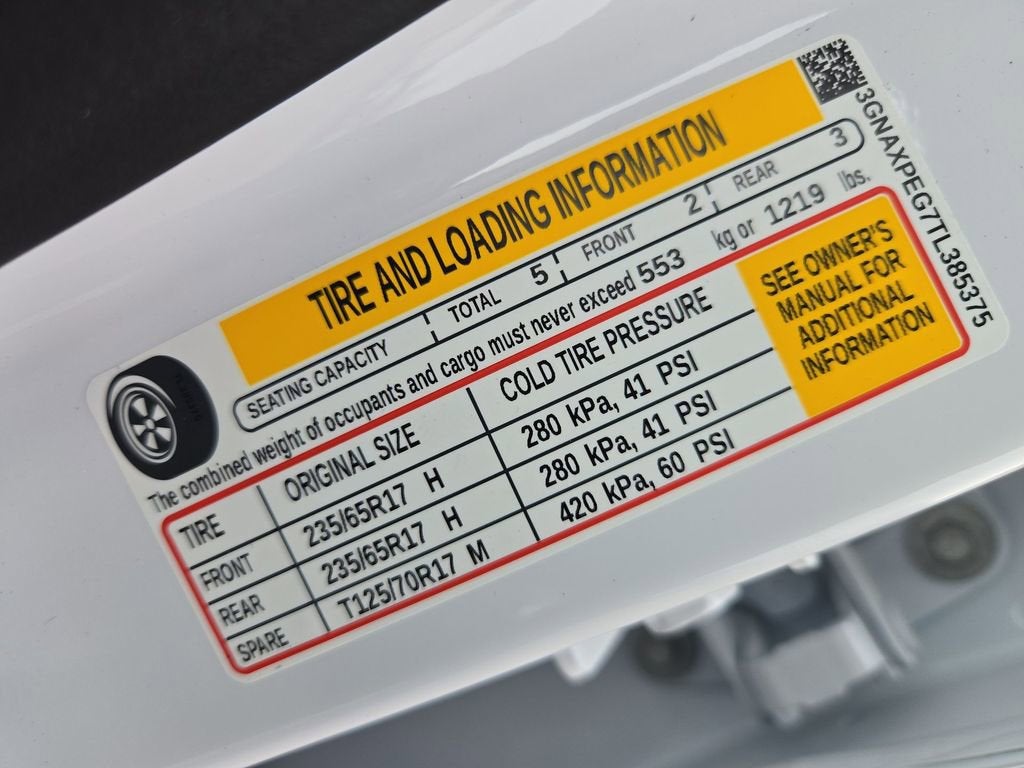 TIRE AND LOADING INFORMATION
SEATING CAPACITY TOTAL 5 FRONT 2 REAR 3
The combined weight of occupants and cargo must never exceed 553 kg or 1219 lbs.
TIRE ORIGINAL SIZE COLD TIRE PRESSURE
FRONT 235/65R17 H 280 kPa, 41 PSI
REAR 235/65R17 H 280 kPa, 41 PSI
SPARE T125/70R17 M 420 kPa, 60 PSI
SEE OWNER'S
MANUAL FOR
ADDITIONAL
INFORMATION
3GNAXPEG7TL385375